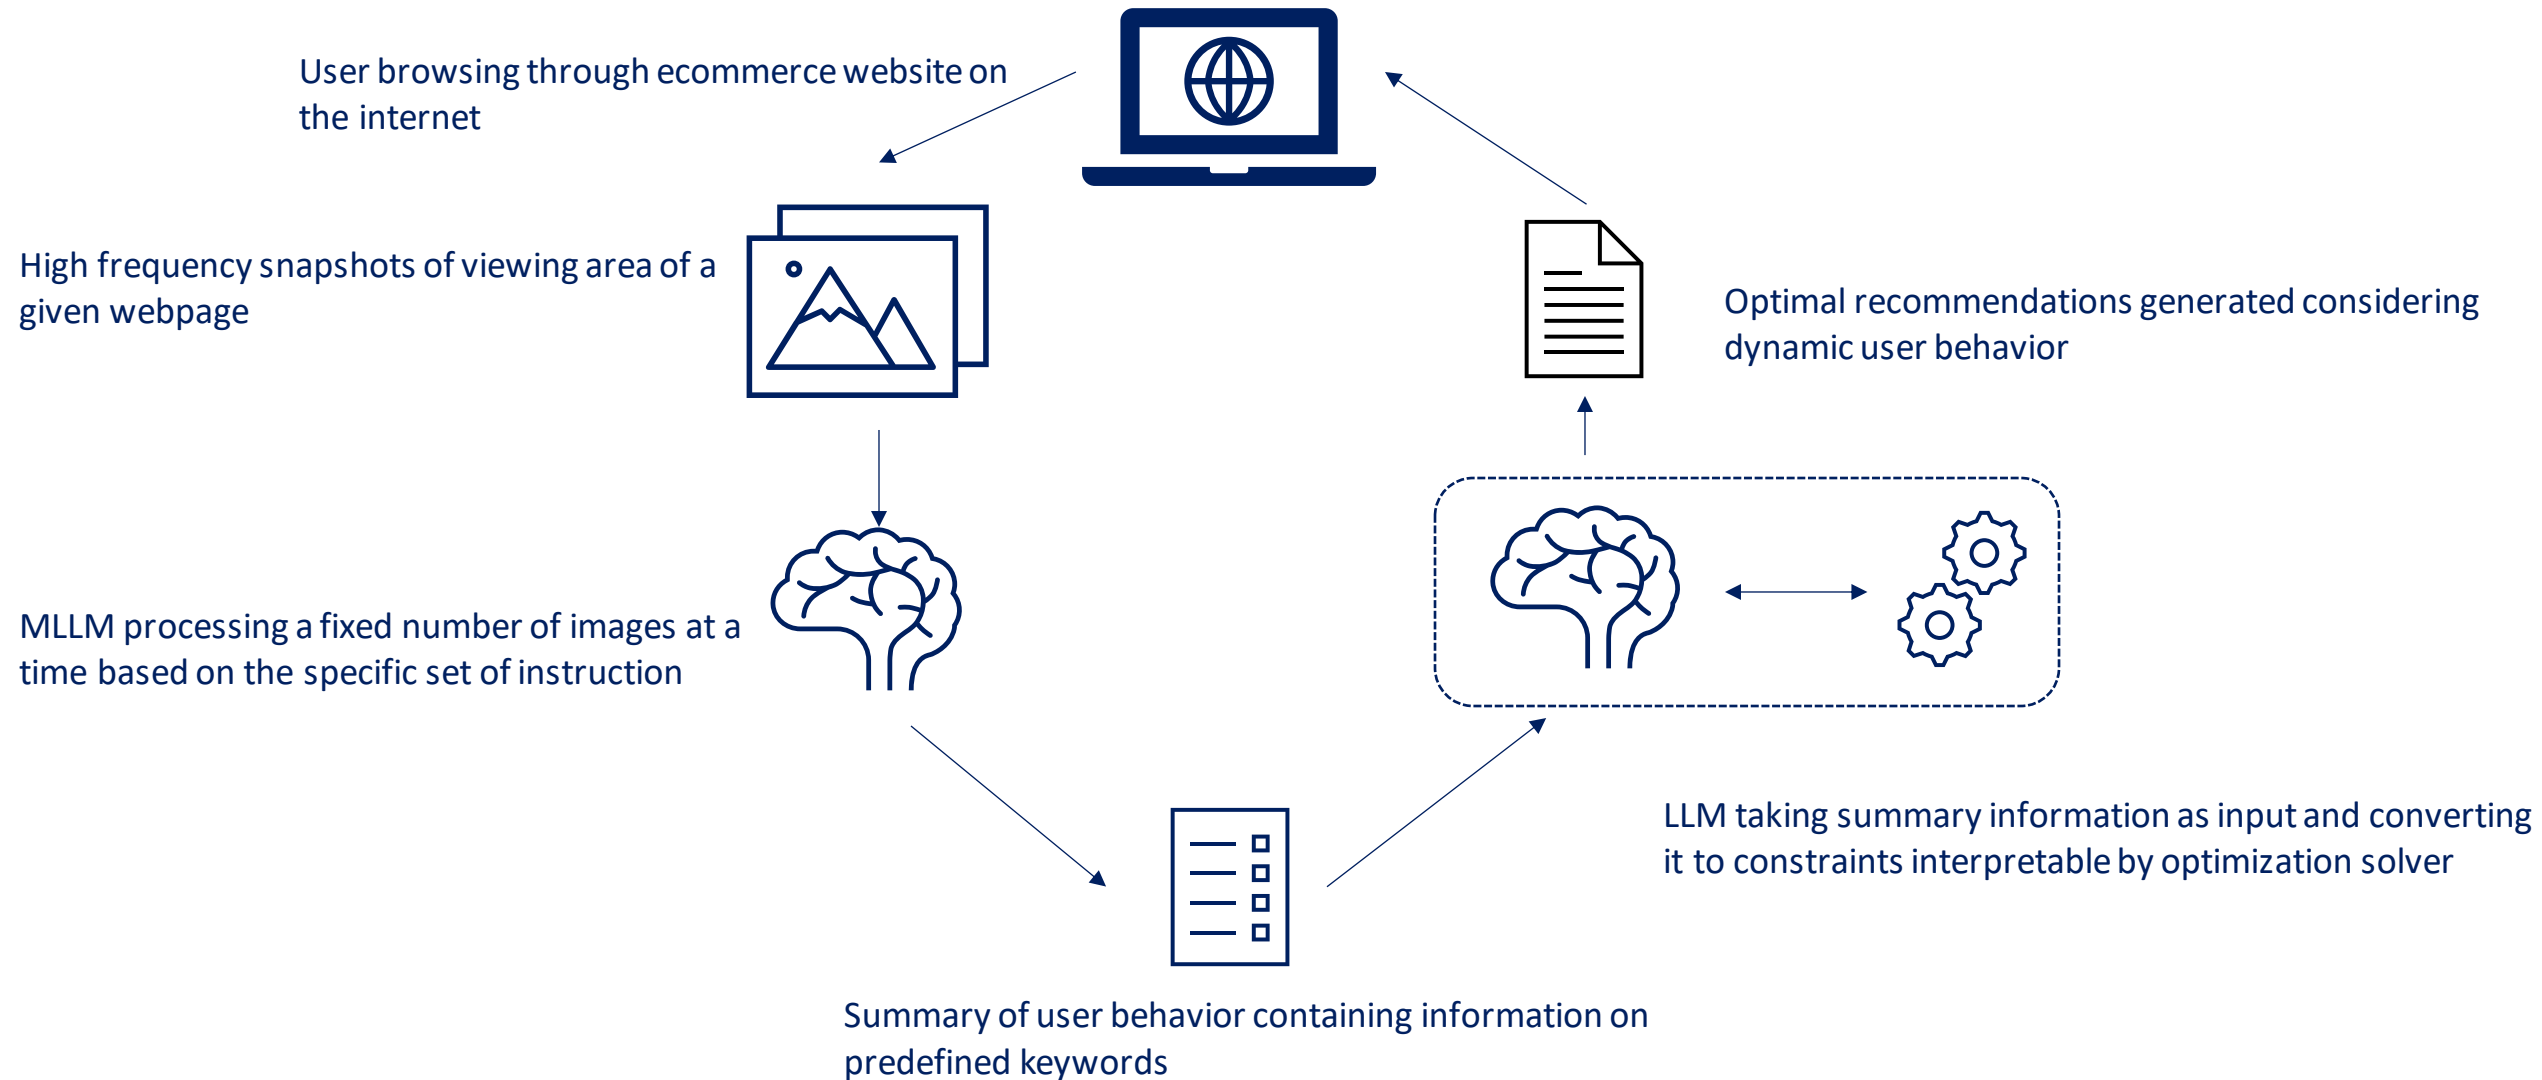 User browsing through ecommerce website on
the internet
High frequency snapshots of viewing area of a
given webpage
MLLM processing a fixed number of images at a
time based on the specific set of instruction
Summary of user behavior containing information on
predefined keywords
LLM taking summary information as input and converting
it to constraints interpretable by optimization solver
Optimal recommendations generated considering
dynamic user behavior